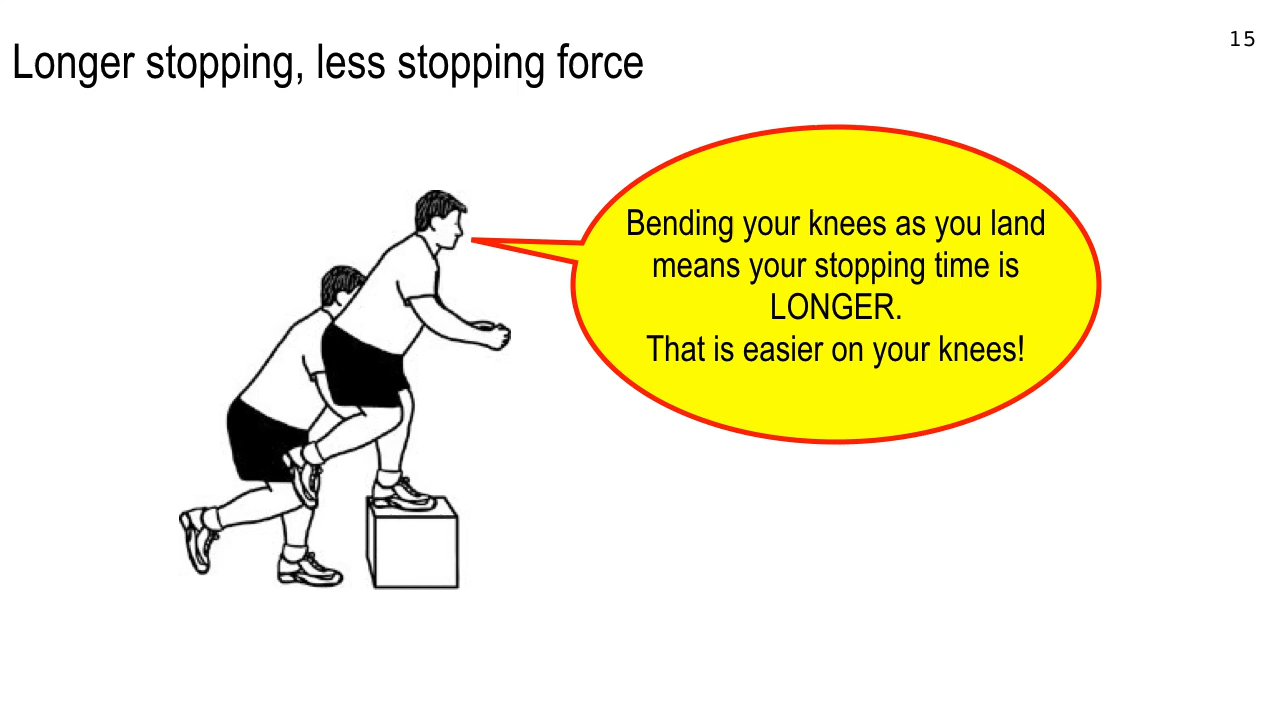 15
Longer stopping, less stopping force
Bending your knees as you land
means your stopping time is
LONGER.
That is easier on your knees!